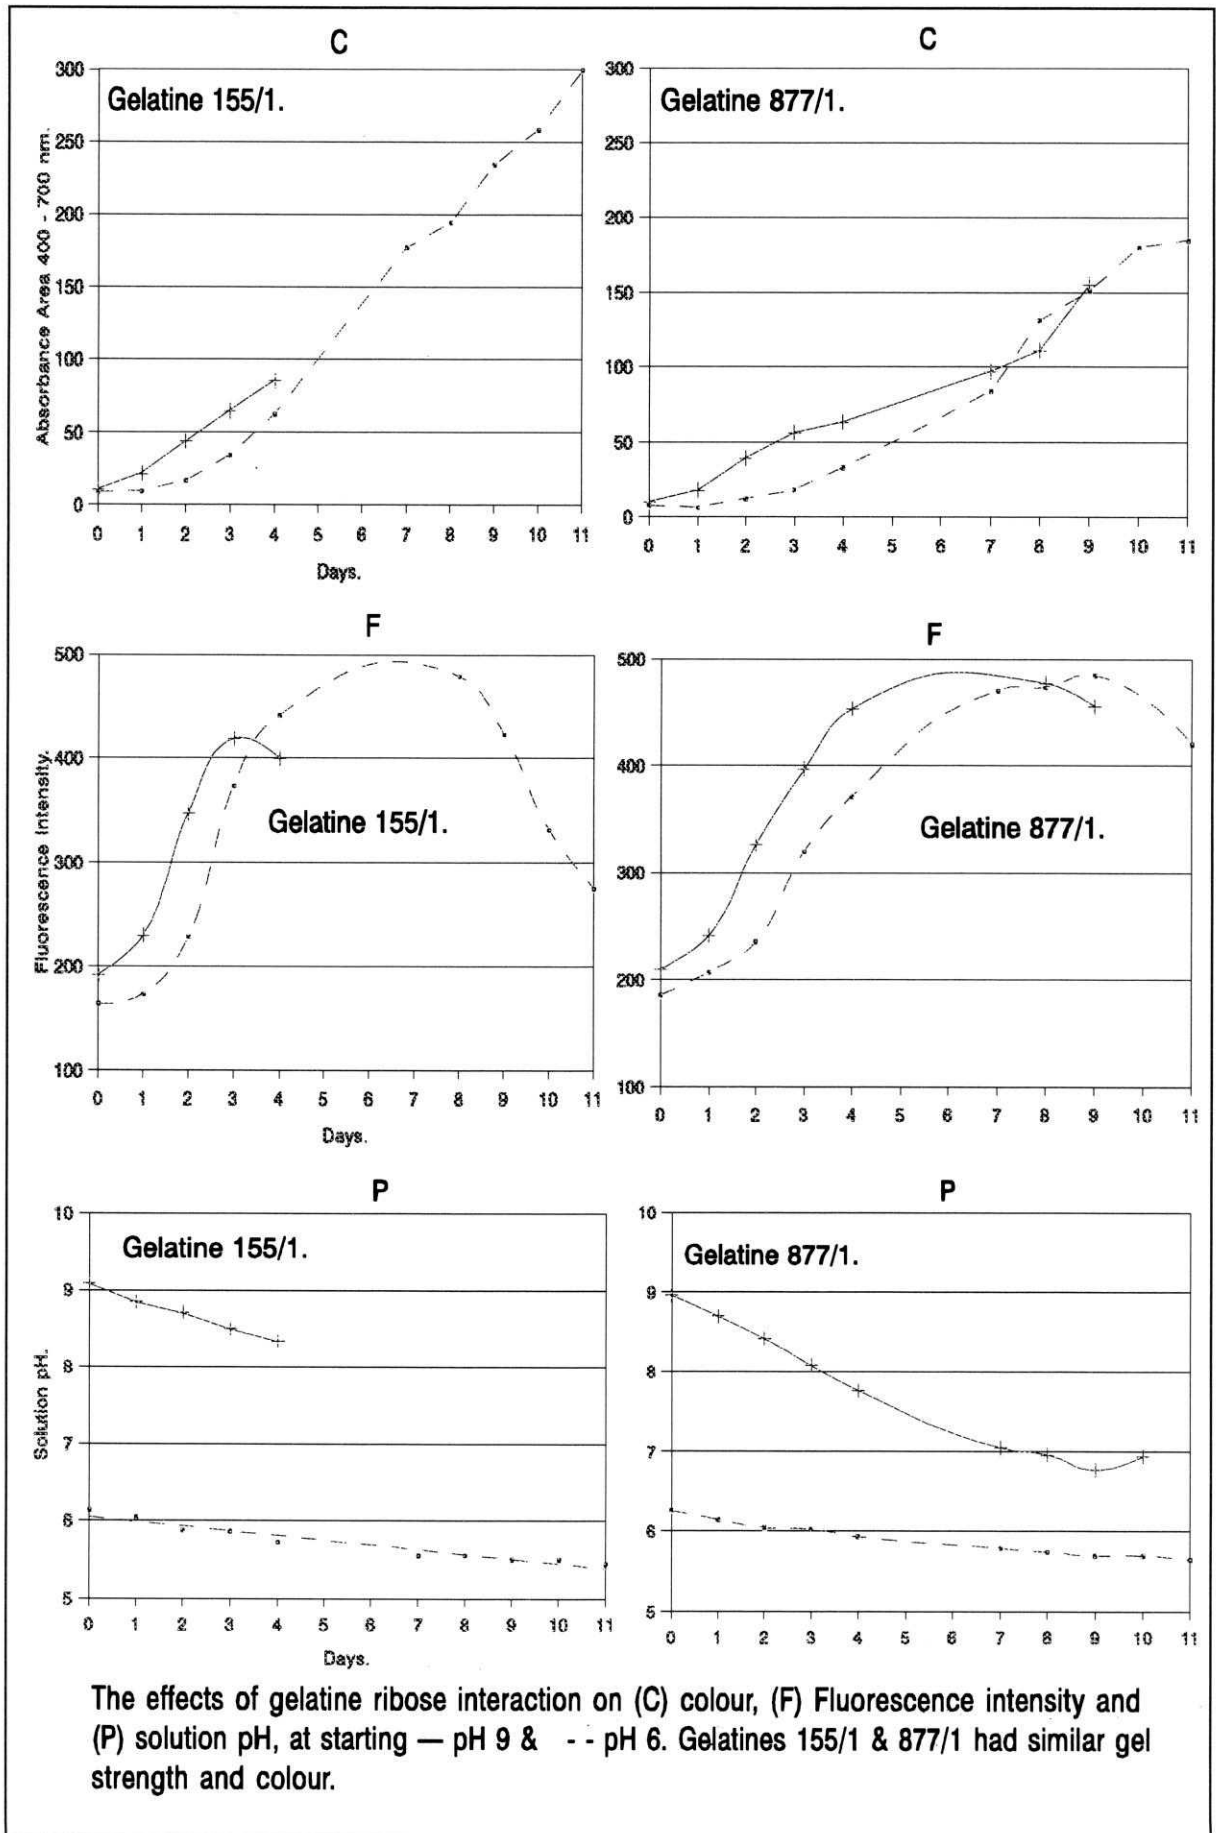 C
Gelatine 155/1.
Absorbance Area 400 - 700 nm.
300
250
200
150
100
50
0
0 1 2 3 4 5 6 7 8 9 10 11
Days.
C
Gelatine 877/1.
300
250
200
150
100
50
0
0 1 2 3 4 5 6 7 8 9 10 11
F
Gelatine 155/1.
Fluorescence Intensity.
500
400
300
200
100
0 1 2 3 4 5 6 7 8 9 10 11
Days.
F
Gelatine 877/1.
500
400
300
200
100
0 1 2 3 4 5 6 7 8 9 10 11
P
Gelatine 155/1.
Solution pH.
10
9
8
7
6
5
0 1 2 3 4 5 6 7 8 9 10 11
Days.
P
Gelatine 877/1.
10
9
8
7
6
5
0 1 2 3 4 5 6 7 8 9 10 11
The effects of gelatine ribose interaction on (C) colour, (F) Fluorescence intensity and
(P) solution pH, at starting — pH 9 & - - pH 6. Gelatines 155/1 & 877/1 had similar gel
strength and colour.